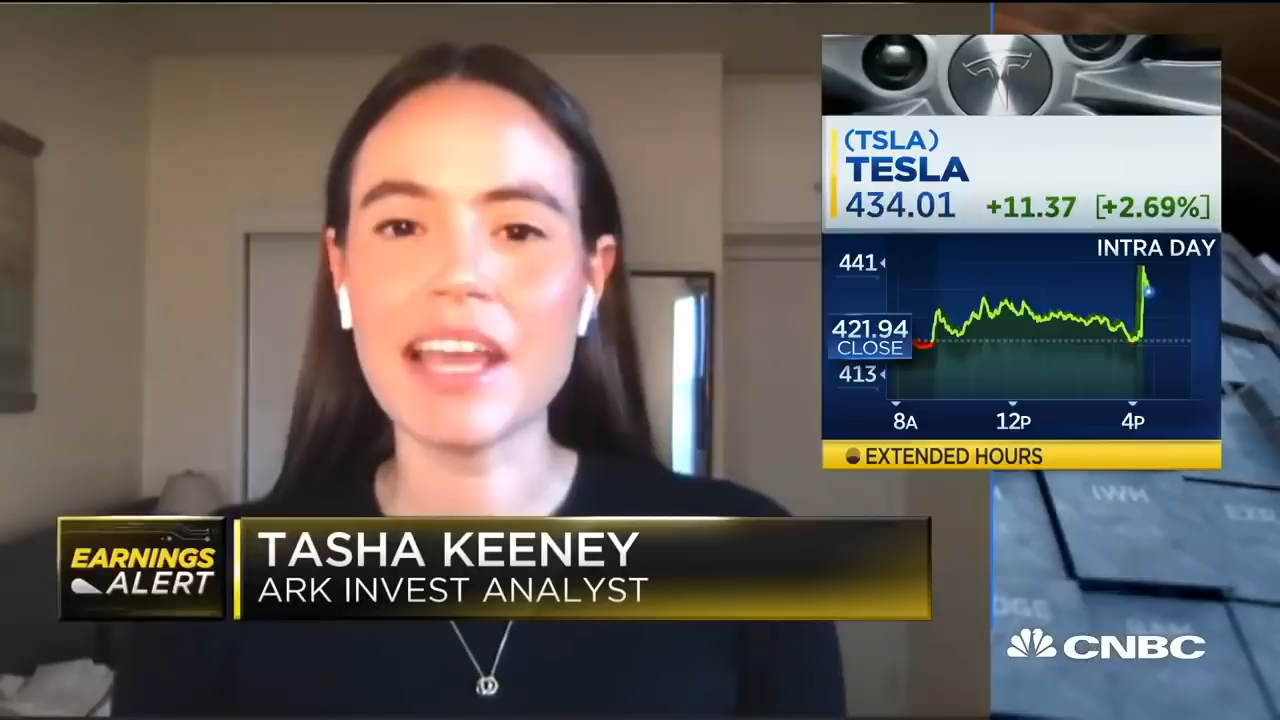 (TSLA)
TESLA
434.01 +11.37 [+2.69%]
INTRA DAY
441
421.94
CLOSE
413
8A 12P 4P
EXTENDED HOURS
IWH
EARNINGS
ALERT
TASHA KEENEY
ARK INVEST ANALYST
CNBC